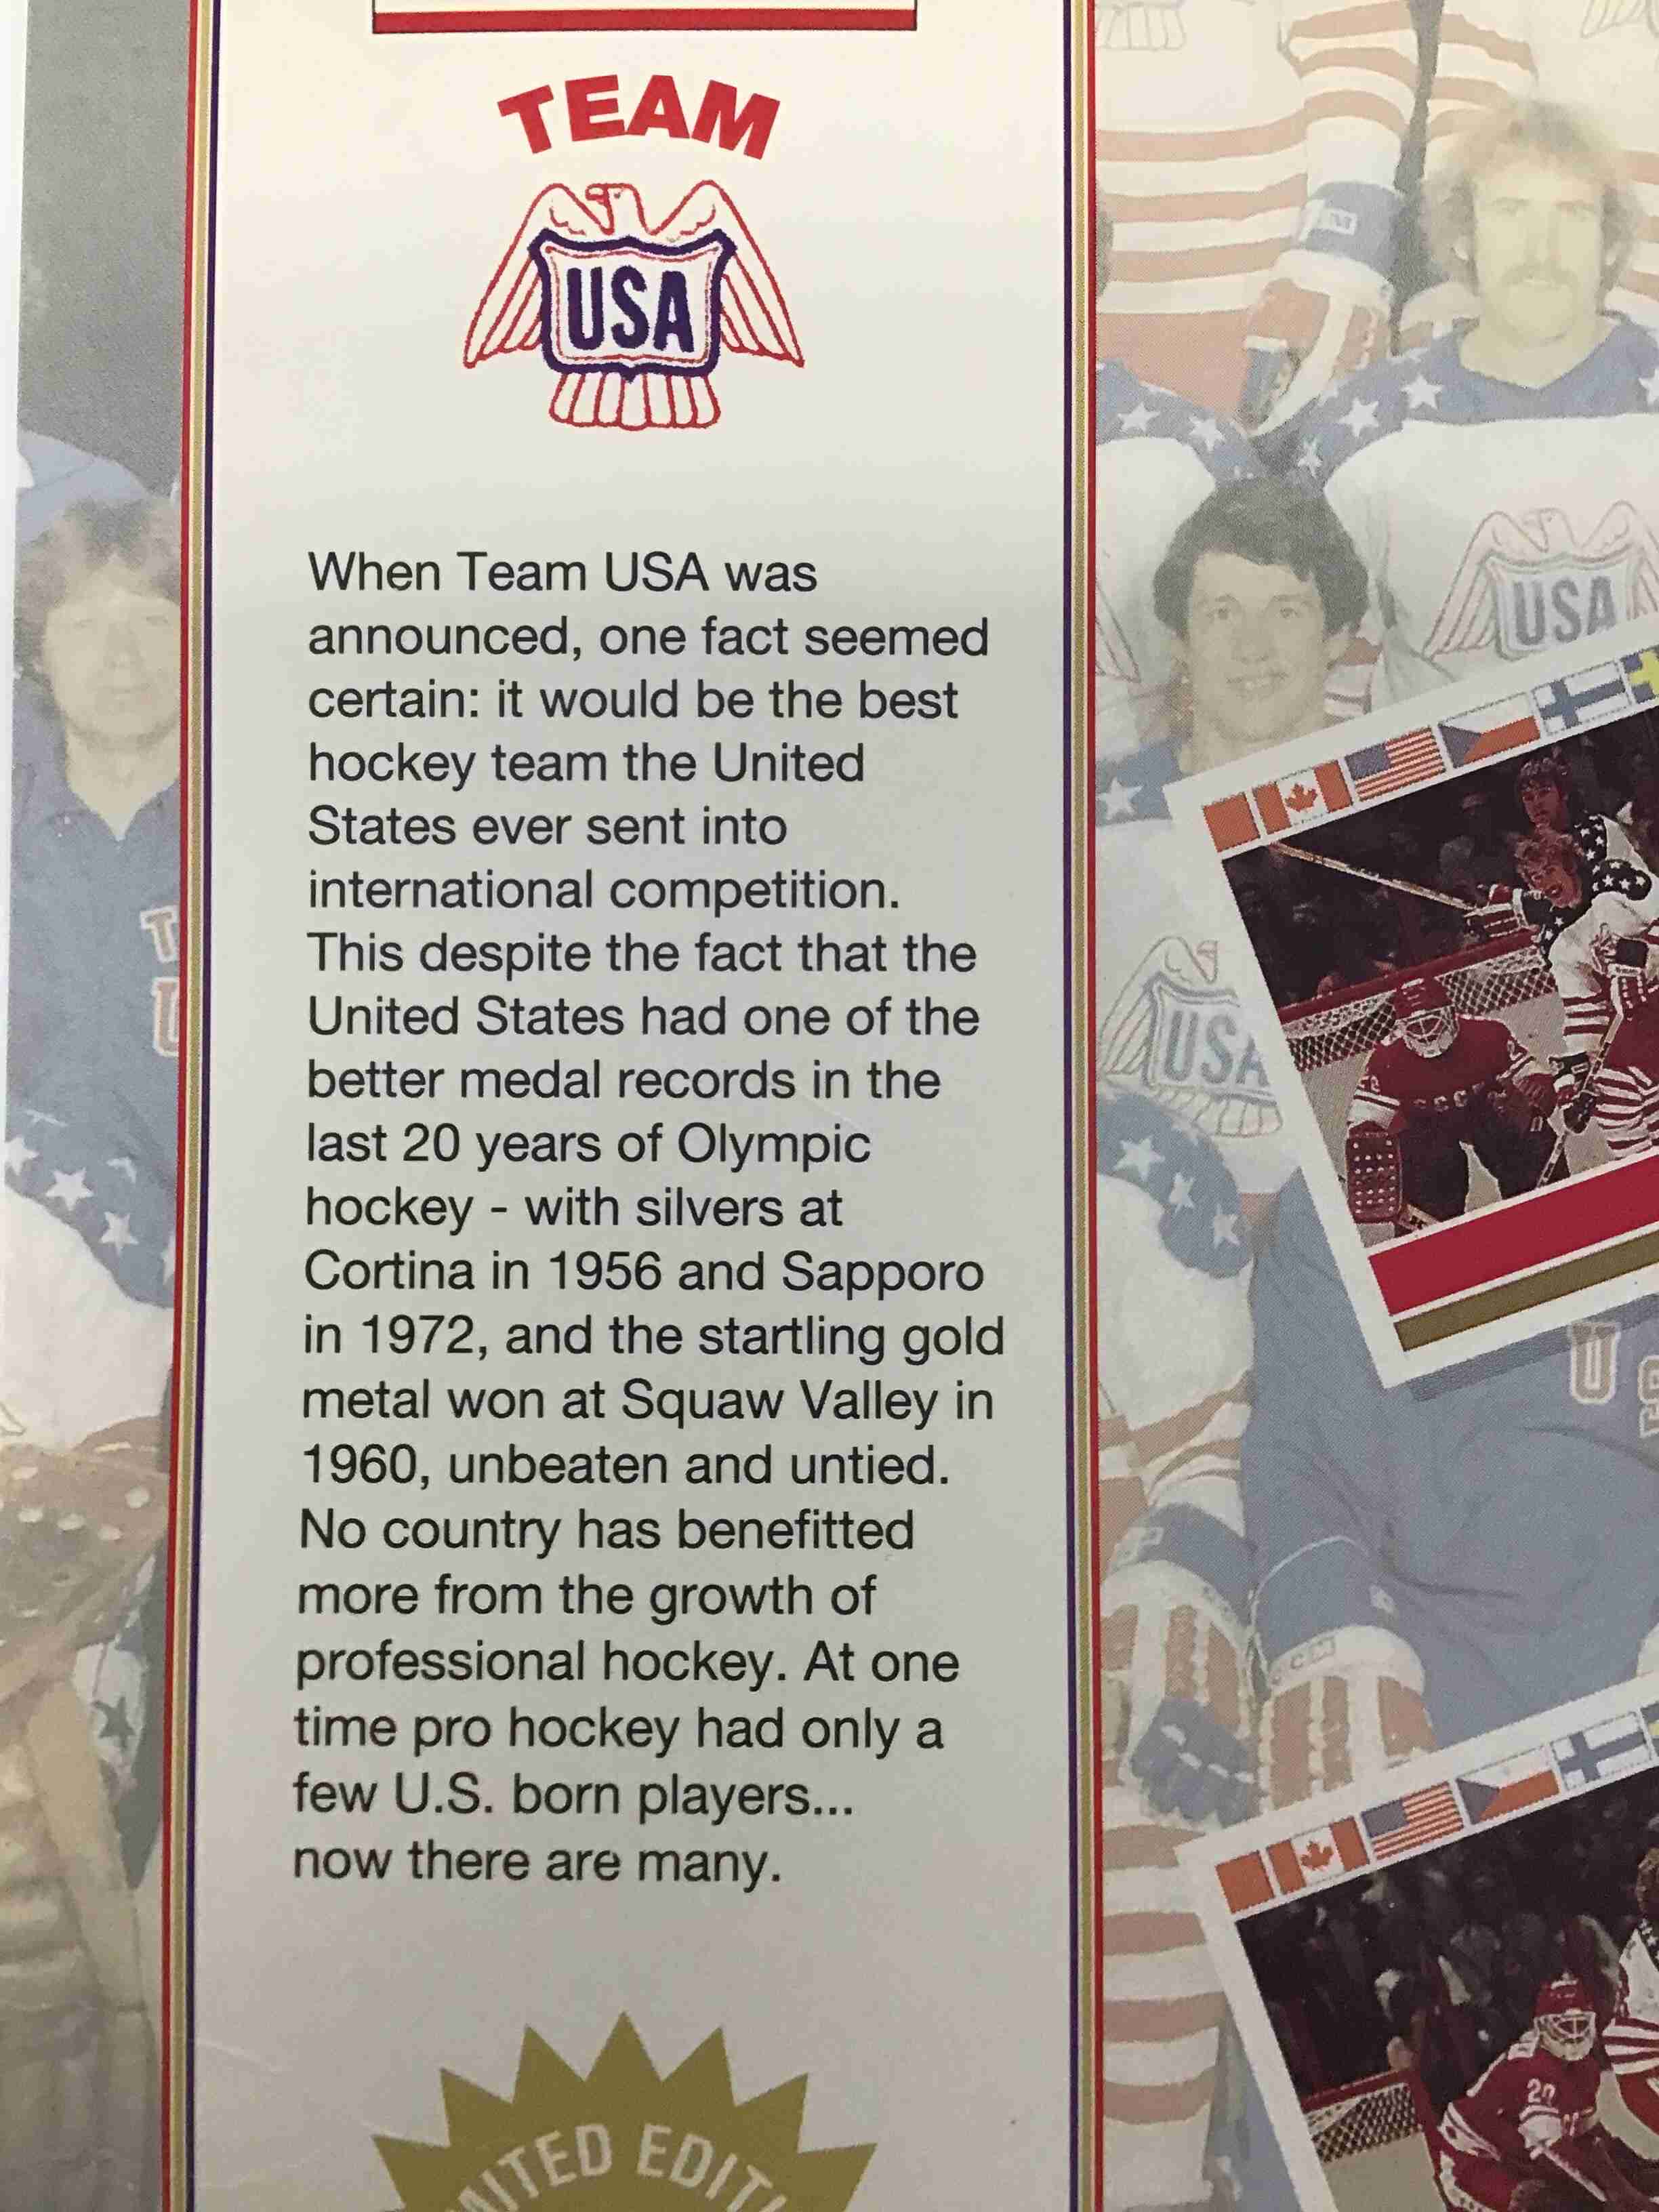 TEAM
USA
When Team USA was
announced, one fact seemed
certain: it would be the best
hockey team the United
States ever sent into
international competition.
This despite the fact that the
United States had one of the
better medal records in the
last 20 years of Olympic
hockey - with silvers at
Cortina in 1956 and Sapporo
in 1972, and the startling gold
metal won at Squaw Valley in
1960, unbeaten and untied.
No country has benefitted
more from the growth of
professional hockey. At one
time pro hockey had only a
few U.S. born players...
now there are many.
USA
USA
CCCP
U S
CCM
20